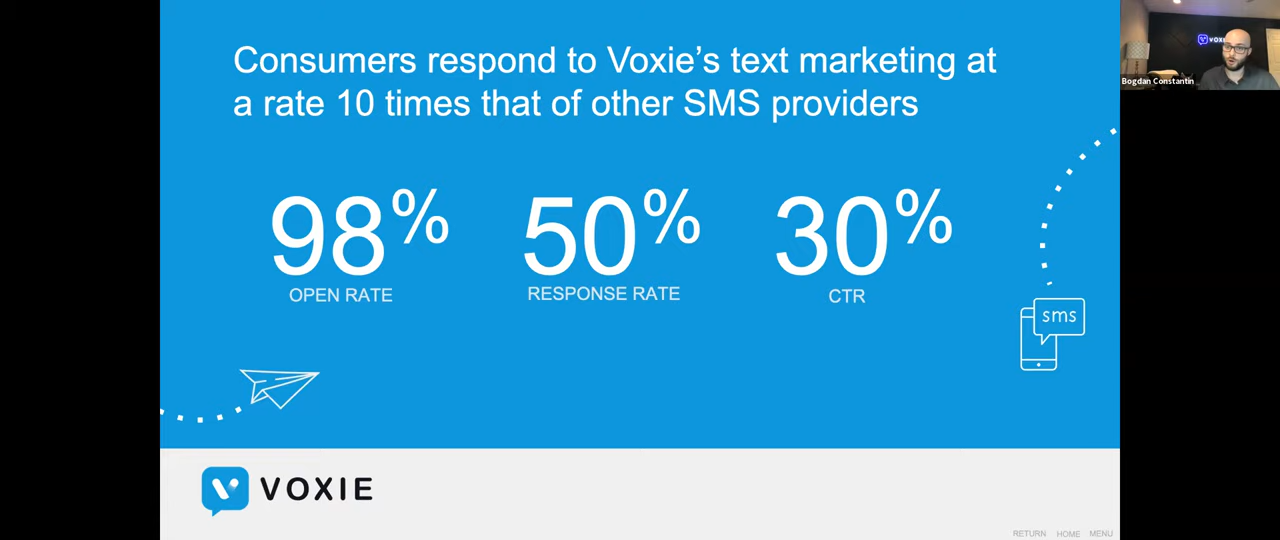 Consumers respond to Voxie's text marketing at
a rate 10 times that of other SMS providers
98% 50% 30%
OPEN RATE RESPONSE RATE CTR
sms
VOXIE
RETURN HOME MENU
Bogdan Constantin